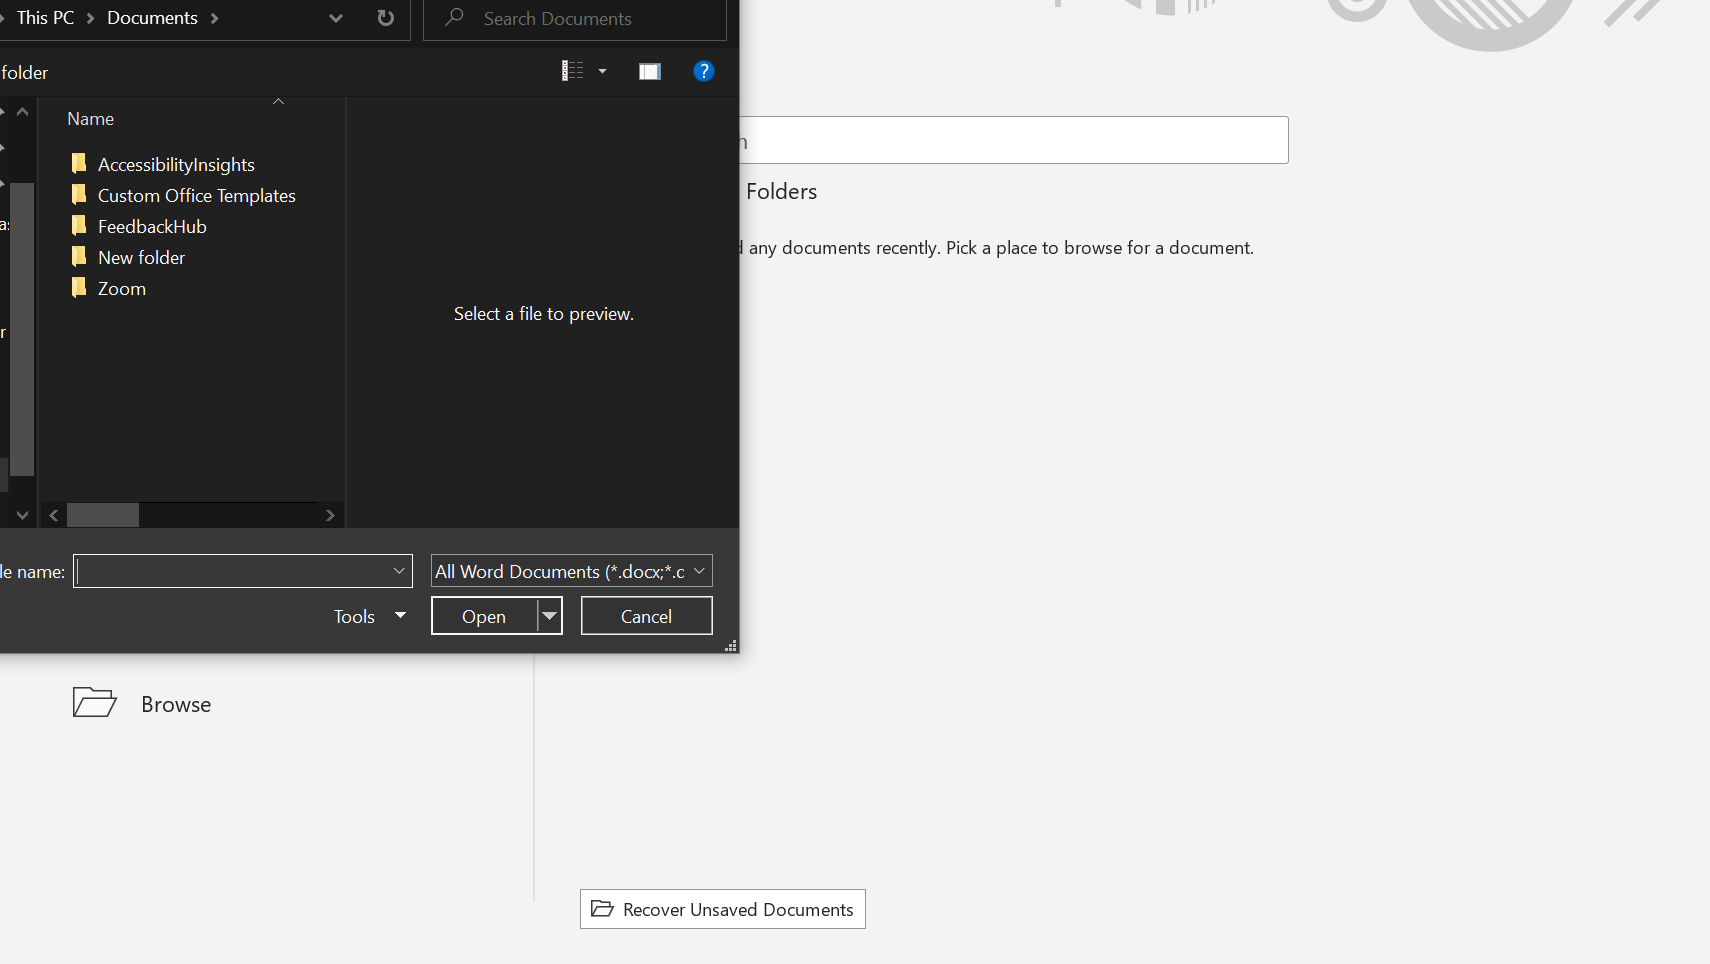 This PC
Documents
Search Documents
folder
?
Name
AccessibilityInsights
Custom Office Templates
FeedbackHub
New folder
Zoom
Select a file to preview.
Folders
any documents recently. Pick a place to browse for a document.
le name:
All Word Documents (*.docx;*.d
Tools
Open
Cancel
Browse
Recover Unsaved Documents